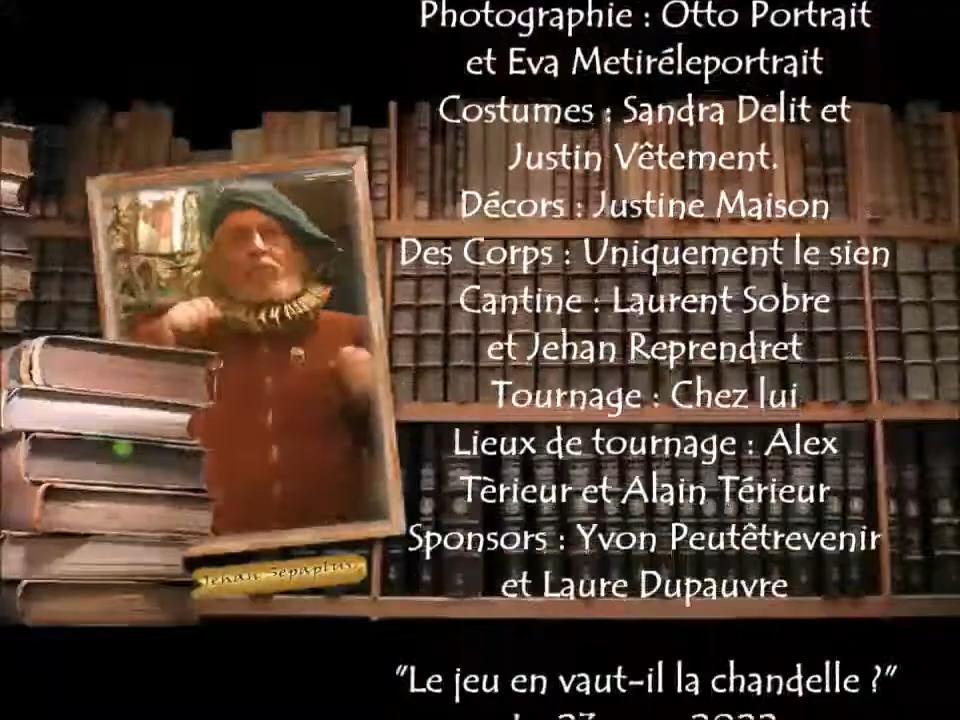 Photographie : Otto Portrait
et Eva Metiréleportrait
Costumes : Sandra Delit et
Justin Vêtement.
Décors : Justine Maison
Des Corps : Uniquement le sien
Cantine : Laurent Sobre
et Jehan Reprendret
Tournage : Chez lui
Lieux de tournage : Alex
Tèrieur et Alain Térieur
Sponsors : Yvon Peutêtrevenir
et Laure Dupauvre
Jehan Sépaplus
"Le jeu en vaut-il la chandelle ?"